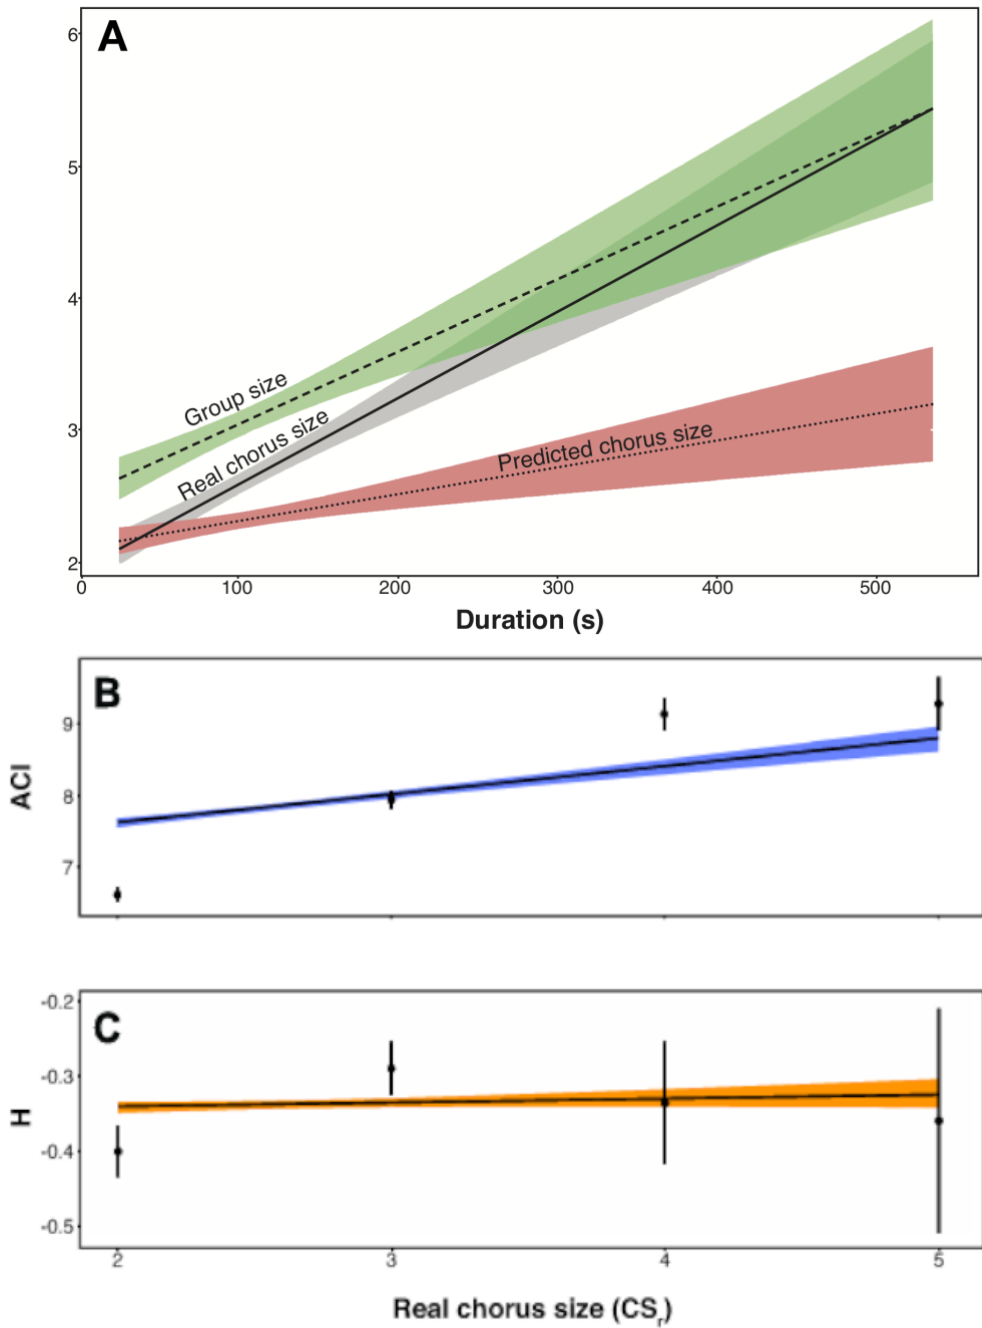 A
6
5
4
3
2
Group size
Real chorus size
Predicted chorus size
0 100 200 300 400 500
Duration (s)
B
ACI
9
8
7
C
H
-0.2
-0.3
-0.4
-0.5
2 3 4 5
Real chorus size (CSr)